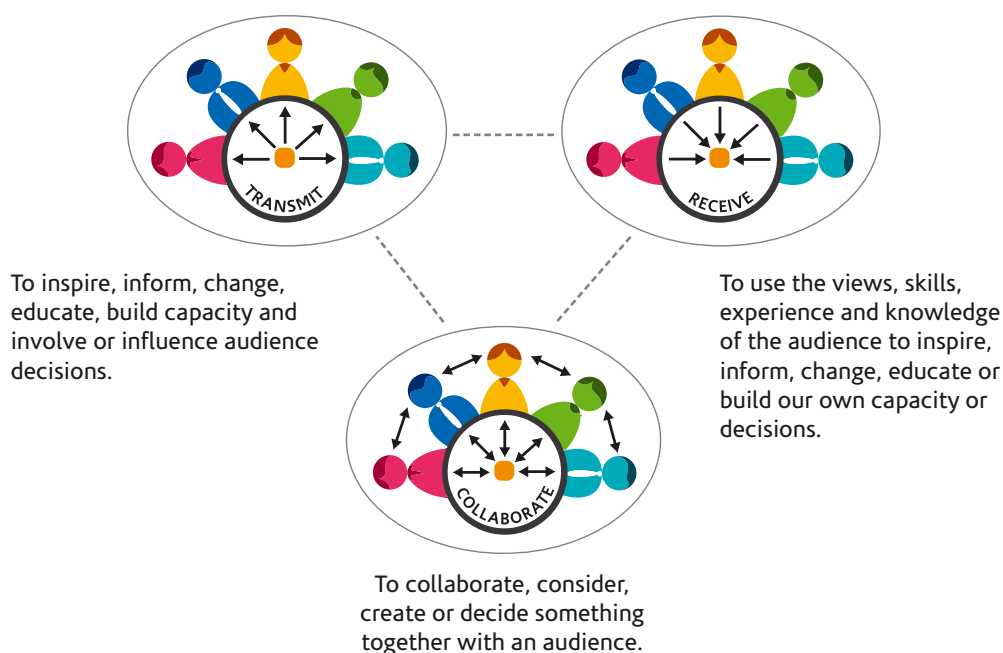 TRANSMIT
RECEIVE
To inspire, inform, change,
educate, build capacity and
involve or influence audience
decisions.
To use the views, skills,
experience and knowledge
of the audience to inspire,
inform, change, educate or
build our own capacity or
decisions.
COLLABORATE
To collaborate, consider,
create or decide something
together with an audience.